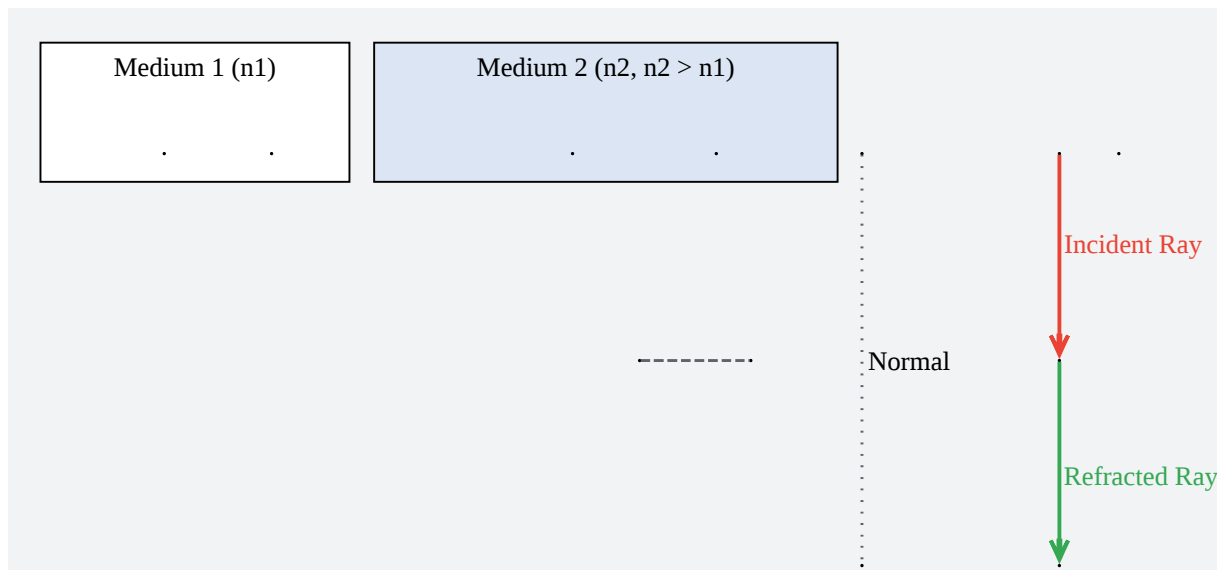 Medium 1 (n1)
Medium 2 (n2, n2 > n1)
Incident Ray
Normal
Refracted Ray